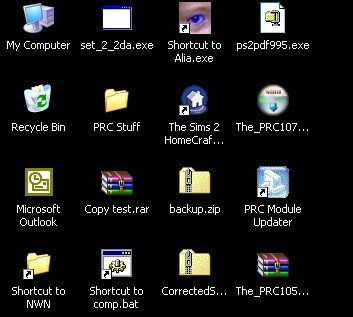 My Computer
set_2_2da.exe
Shortcut to
Alia.exe
ps2pdf995.exe
Recycle Bin
PRC Stuff
The Sims 2
HomeCraf...
NSIS
The_PRC107...
Microsoft
Outlook
Copy test.rar
backup.zip
PRC Module
Updater
Shortcut to
NWN
Shortcut to
comp.bat
CorrectedS...
The_PRC105...